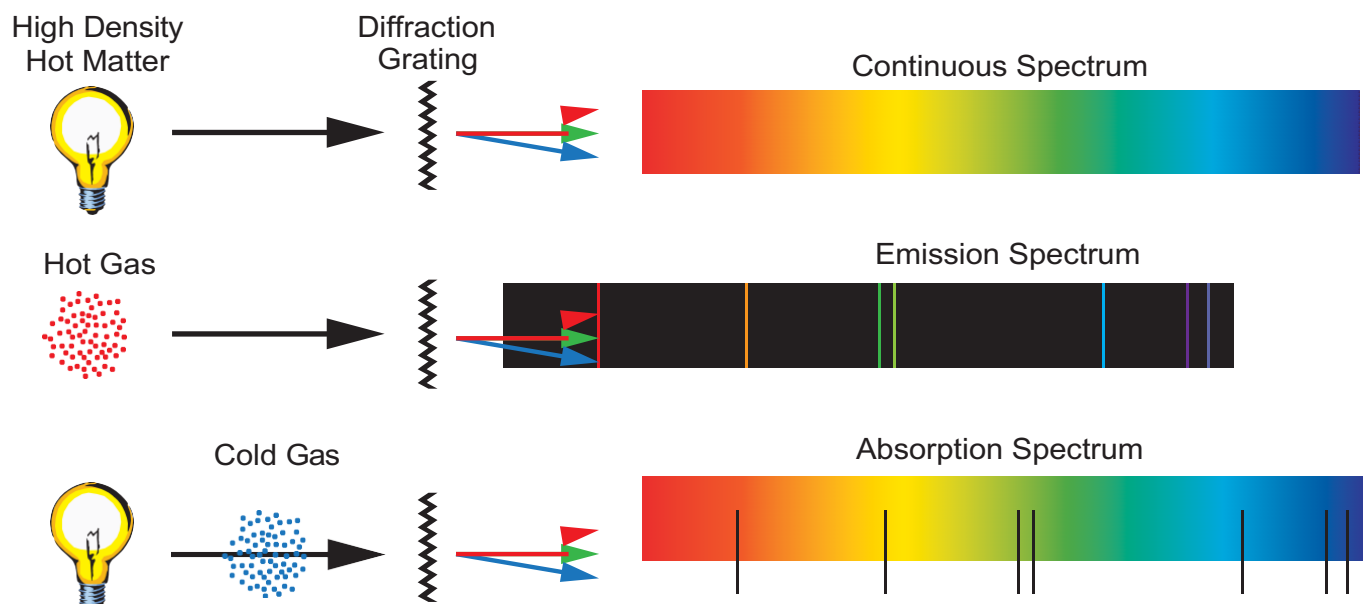 High Density
Hot Matter
Diffraction
Grating
Continuous Spectrum
Hot Gas
Emission Spectrum
Cold Gas
Absorption Spectrum